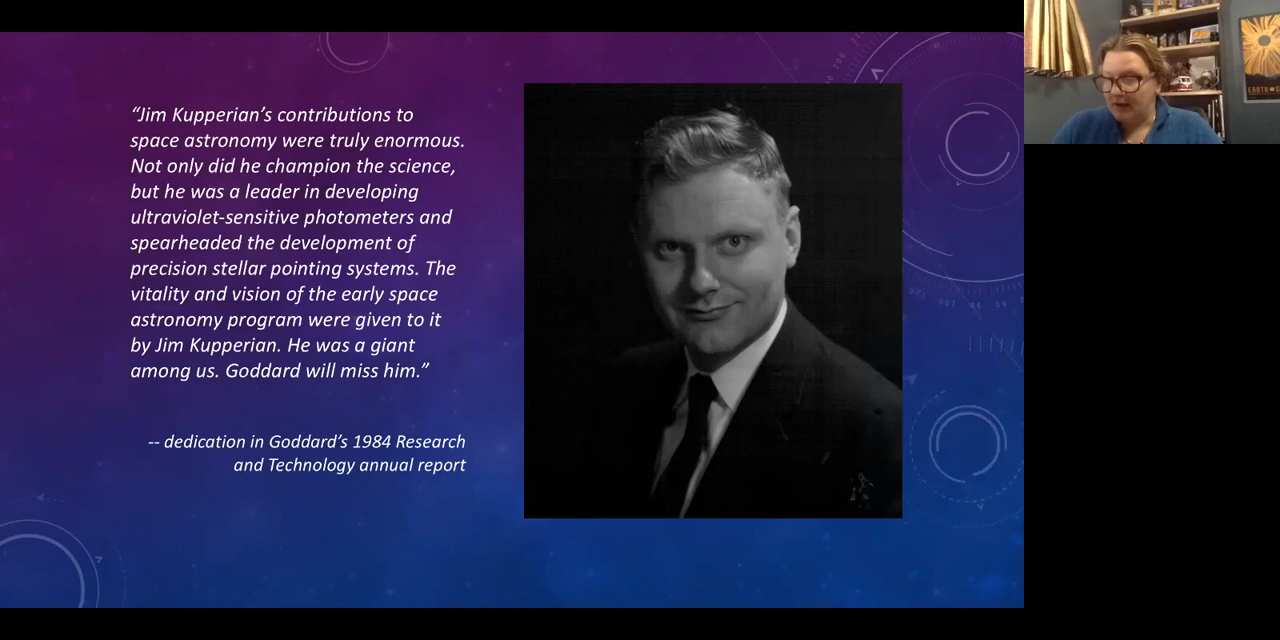 “Jim Kupperian’s contributions to
space astronomy were truly enormous.
Not only did he champion the science,
but he was a leader in developing
ultraviolet-sensitive photometers and
spearheaded the development of
precision stellar pointing systems. The
vitality and vision of the early space
astronomy program were given to it
by Jim Kupperian. He was a giant
among us. Goddard will miss him.”
-- dedication in Goddard’s 1984 Research
and Technology annual report